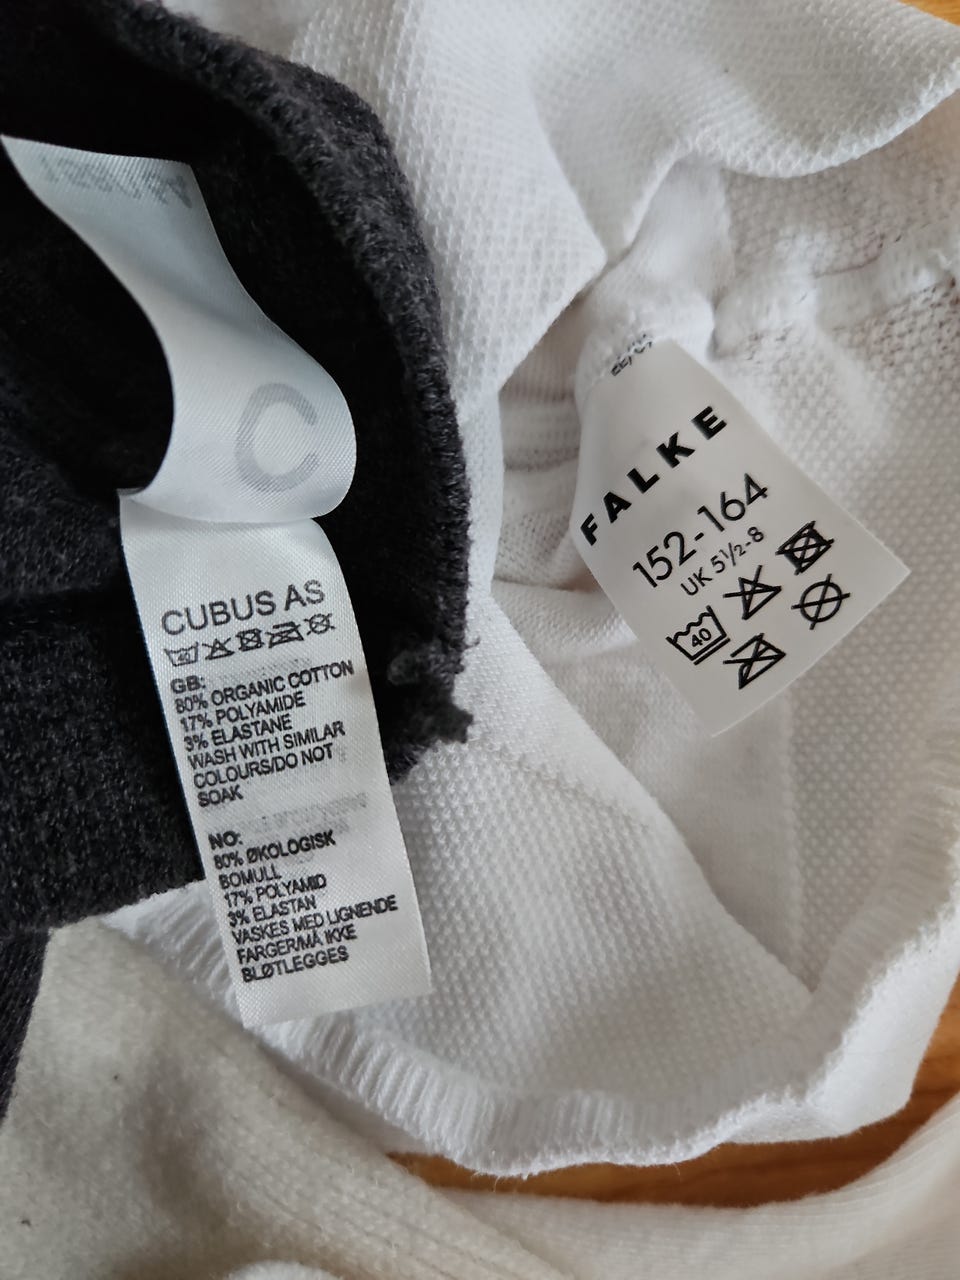 C
CUBUS AS
40
GB:
80% ORGANIC COTTON
17% POLYAMIDE
3% ELASTANE
WASH WITH SIMILAR
COLOURS/DO NOT
SOAK
NO:
80% ØKOLOGISK
BOMULL
17% POLYAMID
3% ELASTAN
VASKES MED LIGNENDE
FARGER/MÅ IKKE
BLØTLEGGES
FALKE
152-164
UK 5½-8
40